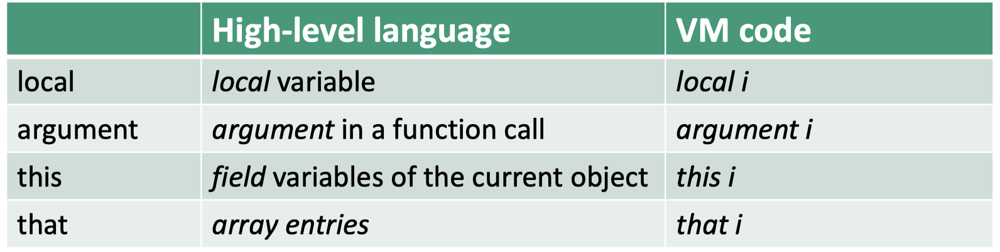 High-level language VM code
local local variable local i
argument argument in a function call argument i
this field variables of the current object this i
that array entries that i